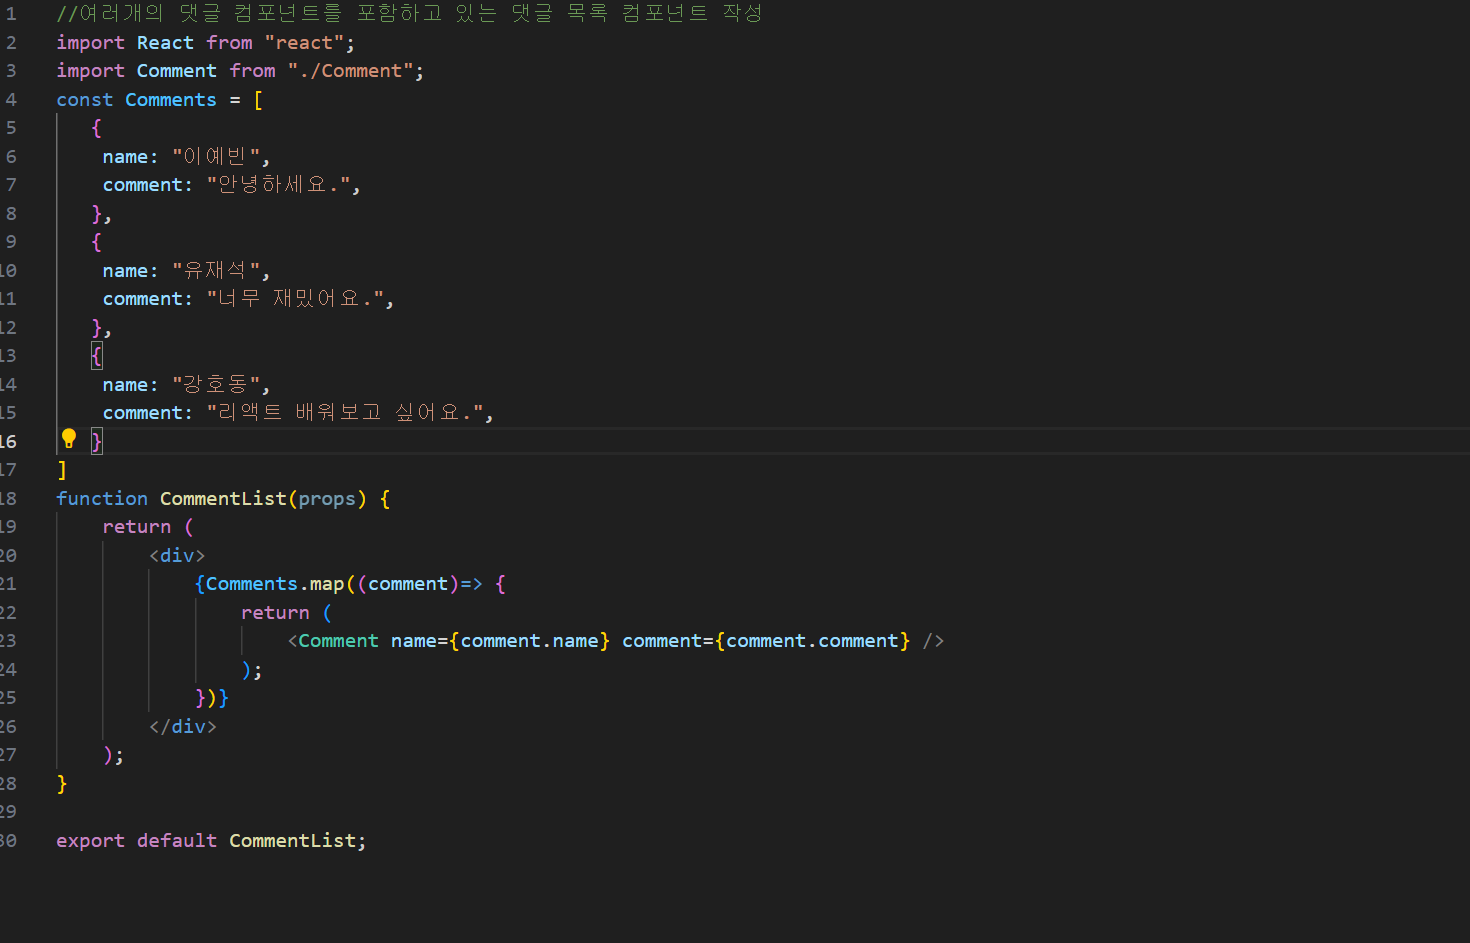 1 //여러개의 댓글 컴포넌트를 포함하고 있는 댓글 목록 컴포넌트 작성
2 import React from "react";
3 import Comment from "./Comment";
4 const Comments = [
5 {
6 name: "이예빈",
7 comment: "안녕하세요.",
8 },
9 {
10 name: "유재석",
11 comment: "너무 재밌어요.",
12 },
13 {
14 name: "강호동",
15 comment: "리액트 배워보고 싶어요.",
16 }
17 ]
18 function CommentList(props) {
19 return (
20 <div>
21 {Comments.map((comment)=> {
22 return (
23 <Comment name={comment.name} comment={comment.comment} />
24 );
25 })}
26 </div>
27 );
28 }
29
30 export default CommentList;